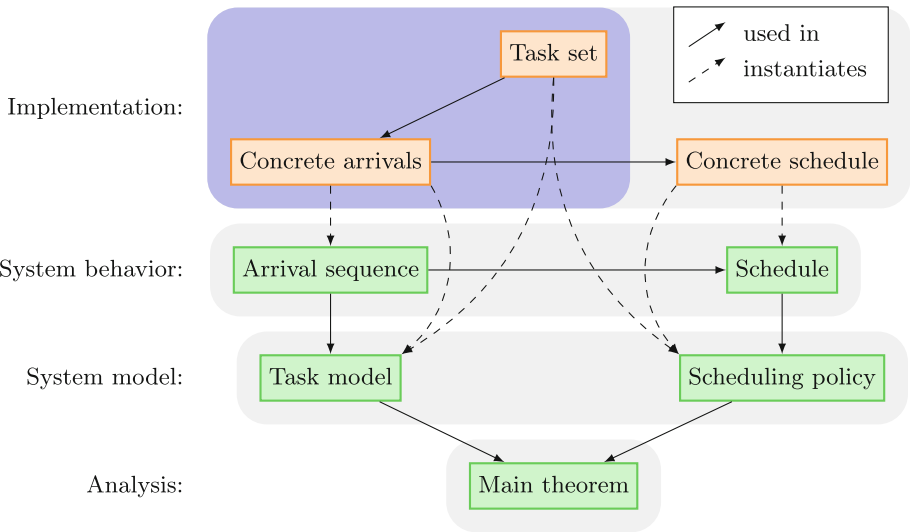 Task set
used in
instantiates
Implementation:
Concrete arrivals
Concrete schedule
System behavior:
Arrival sequence
Schedule
System model:
Task model
Scheduling policy
Analysis:
Main theorem